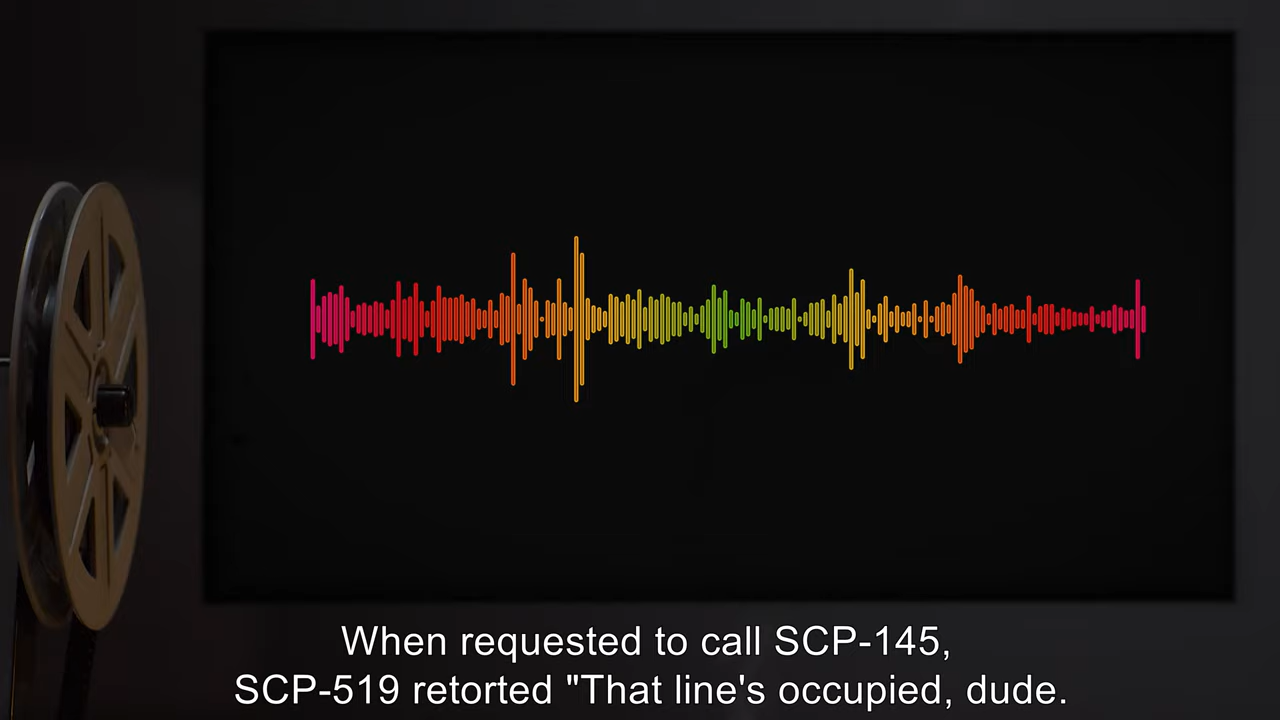 When requested to call SCP-145,
SCP-519 retorted "That line's occupied, dude.